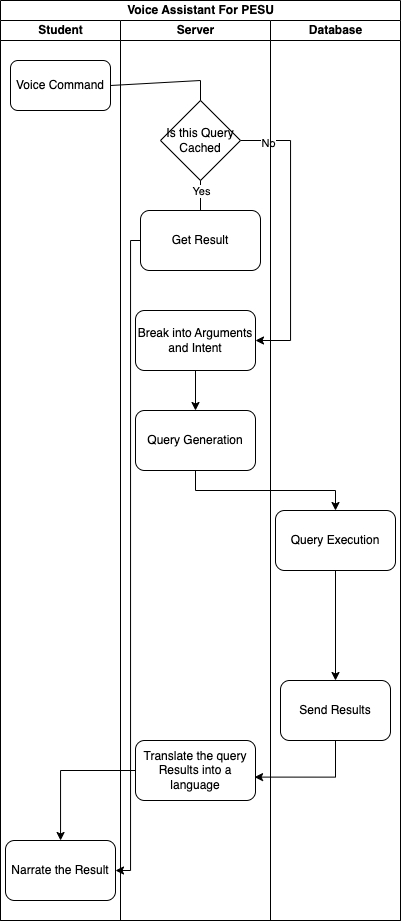 Voice Assistant For PESU
Student
Server
Database
Voice Command
Is this Query
Cached
No
Yes
Get Result
Break into Arguments
and Intent
Query Generation
Query Execution
Send Results
Translate the query
Results into a
language
Narrate the Result